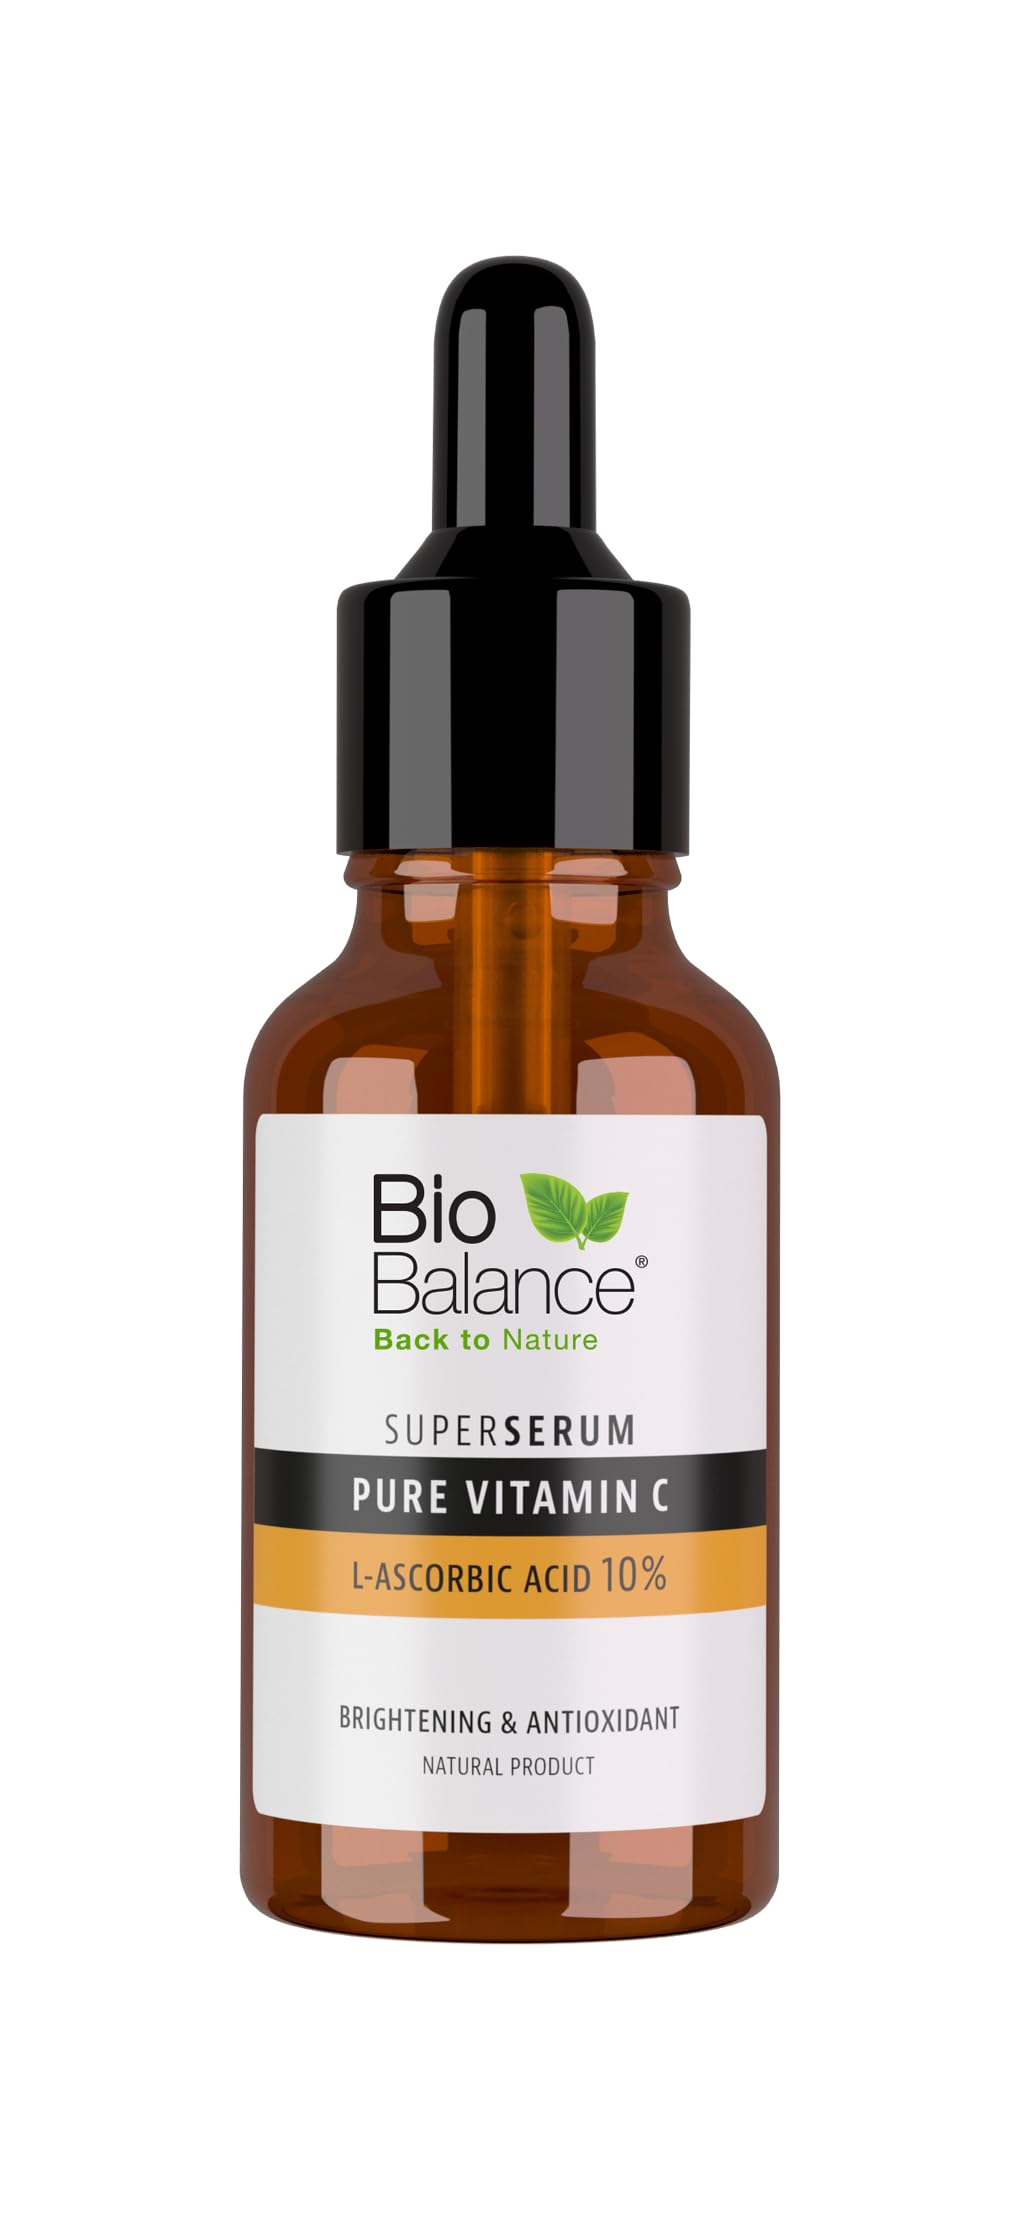 Bio
Balance®
Back to Nature
SUPERSERUM
PURE VITAMIN C
L-ASCORBIC ACID 10%
BRIGHTENING & ANTIOXIDANT
NATURAL PRODUCT